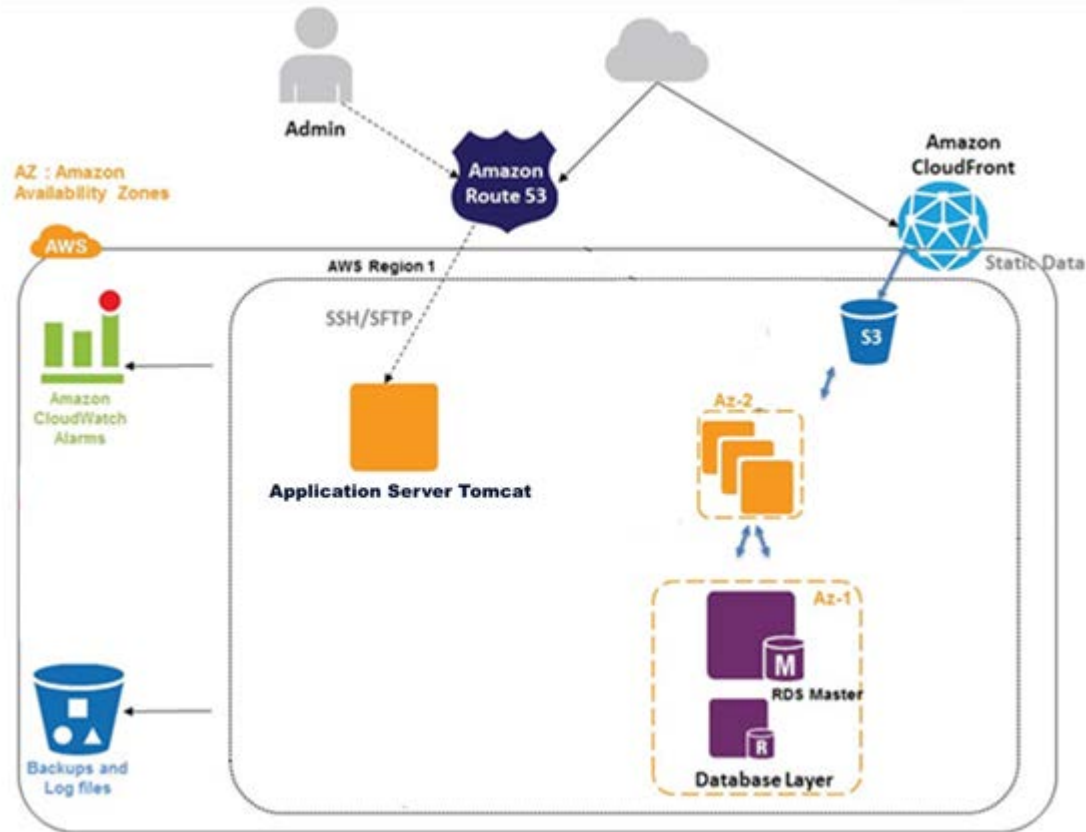 Admin
Amazon
Route 53
Amazon
CloudFront
AZ : Amazon
Availability Zones
AWS
AWS Region 1
Static Data
SSH/SFTP
S3
Amazon
CloudWatch
Alarms
Az-2
Application Server Tomcat
Az-1
M
RDS Master
R
Database Layer
Backups and
Log files